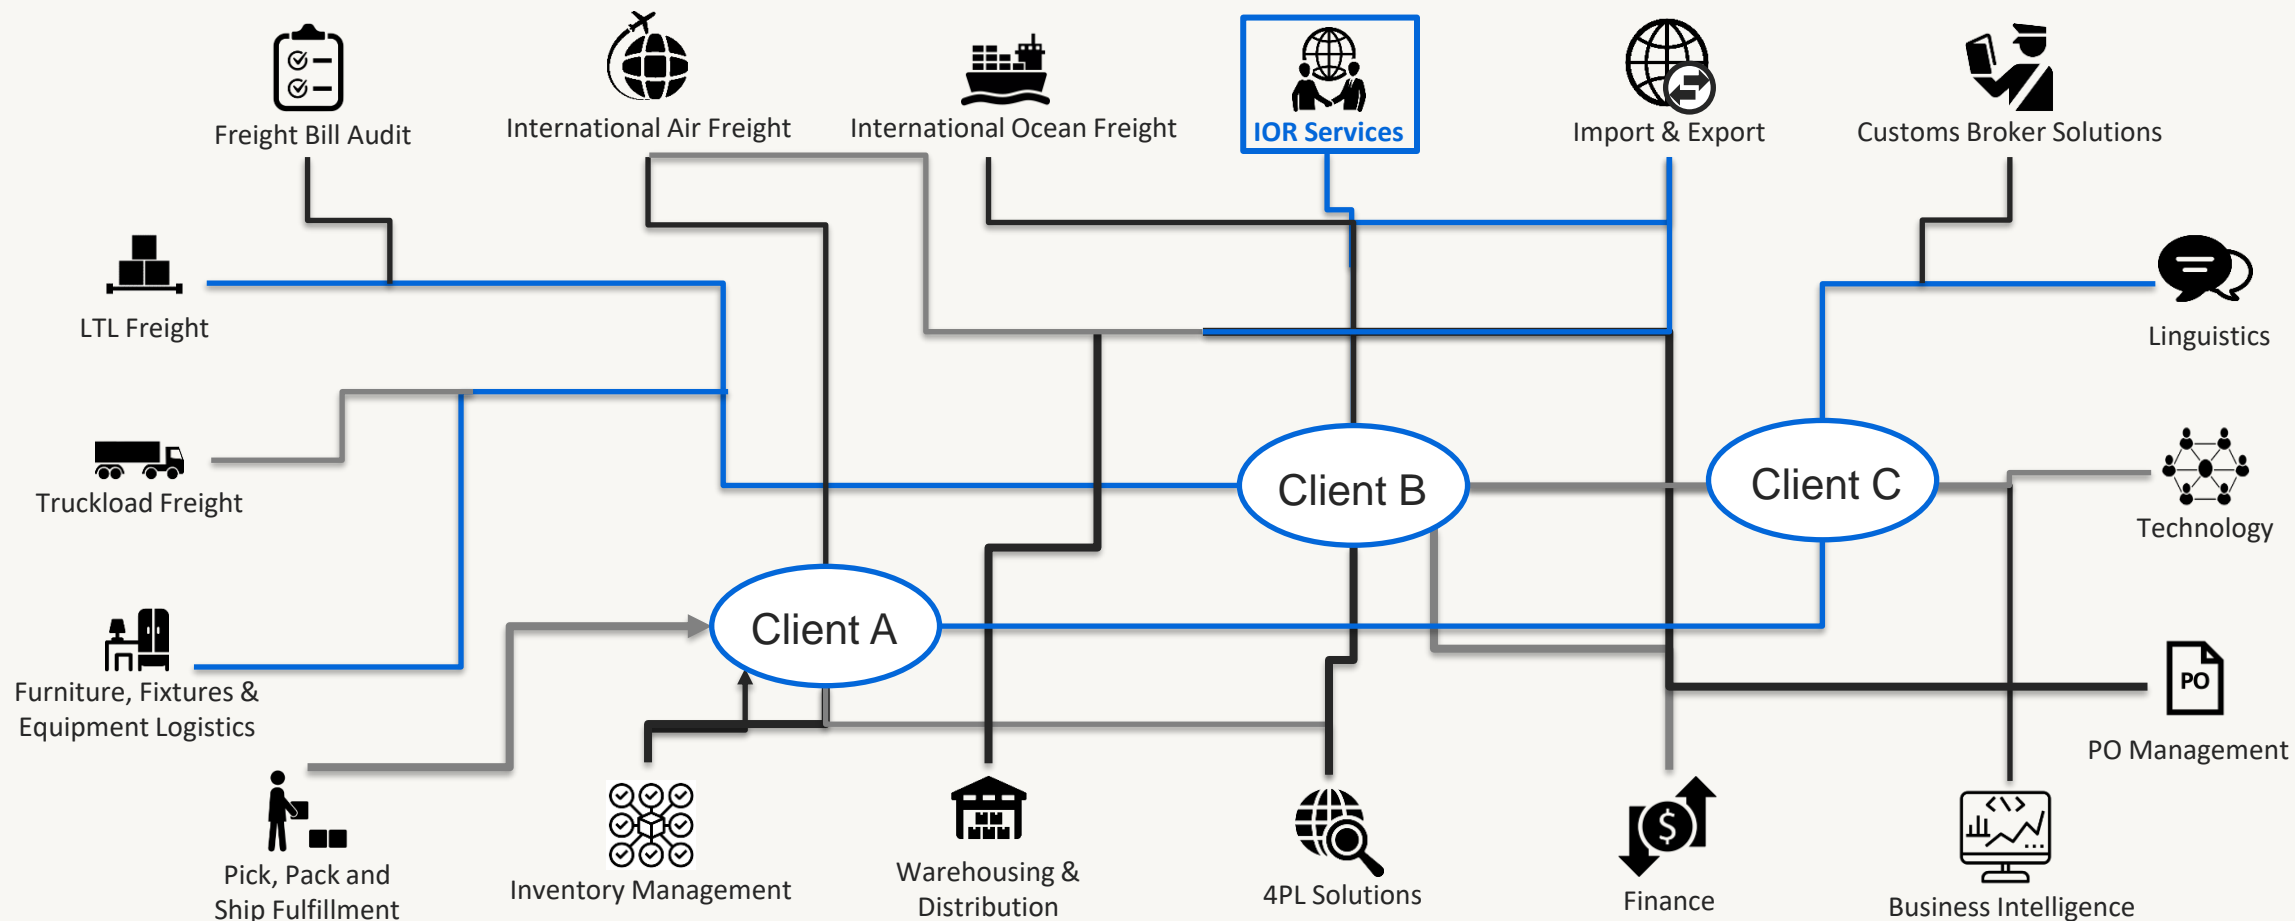 Freight Bill Audit
International Air Freight
International Ocean Freight
IOR Services
Import & Export
Customs Broker Solutions
LTL Freight
Linguistics
Truckload Freight
Client B
Client C
Technology
Client A
Furniture, Fixtures &
Equipment Logistics
PO
PO Management
$
Pick, Pack and
Ship Fulfillment
Inventory Management
Warehousing &
Distribution
4PL Solutions
Finance
Business Intelligence